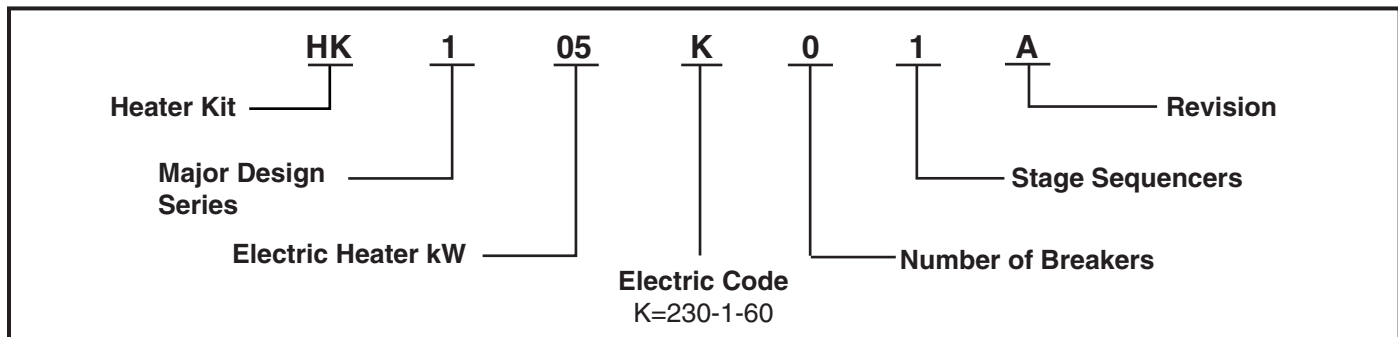 HK 1 05 K 0 1 A
Heater Kit
Revision
Major Design
Series
Stage Sequencers
Electric Heater kW
Number of Breakers
Electric Code
K=230-1-60